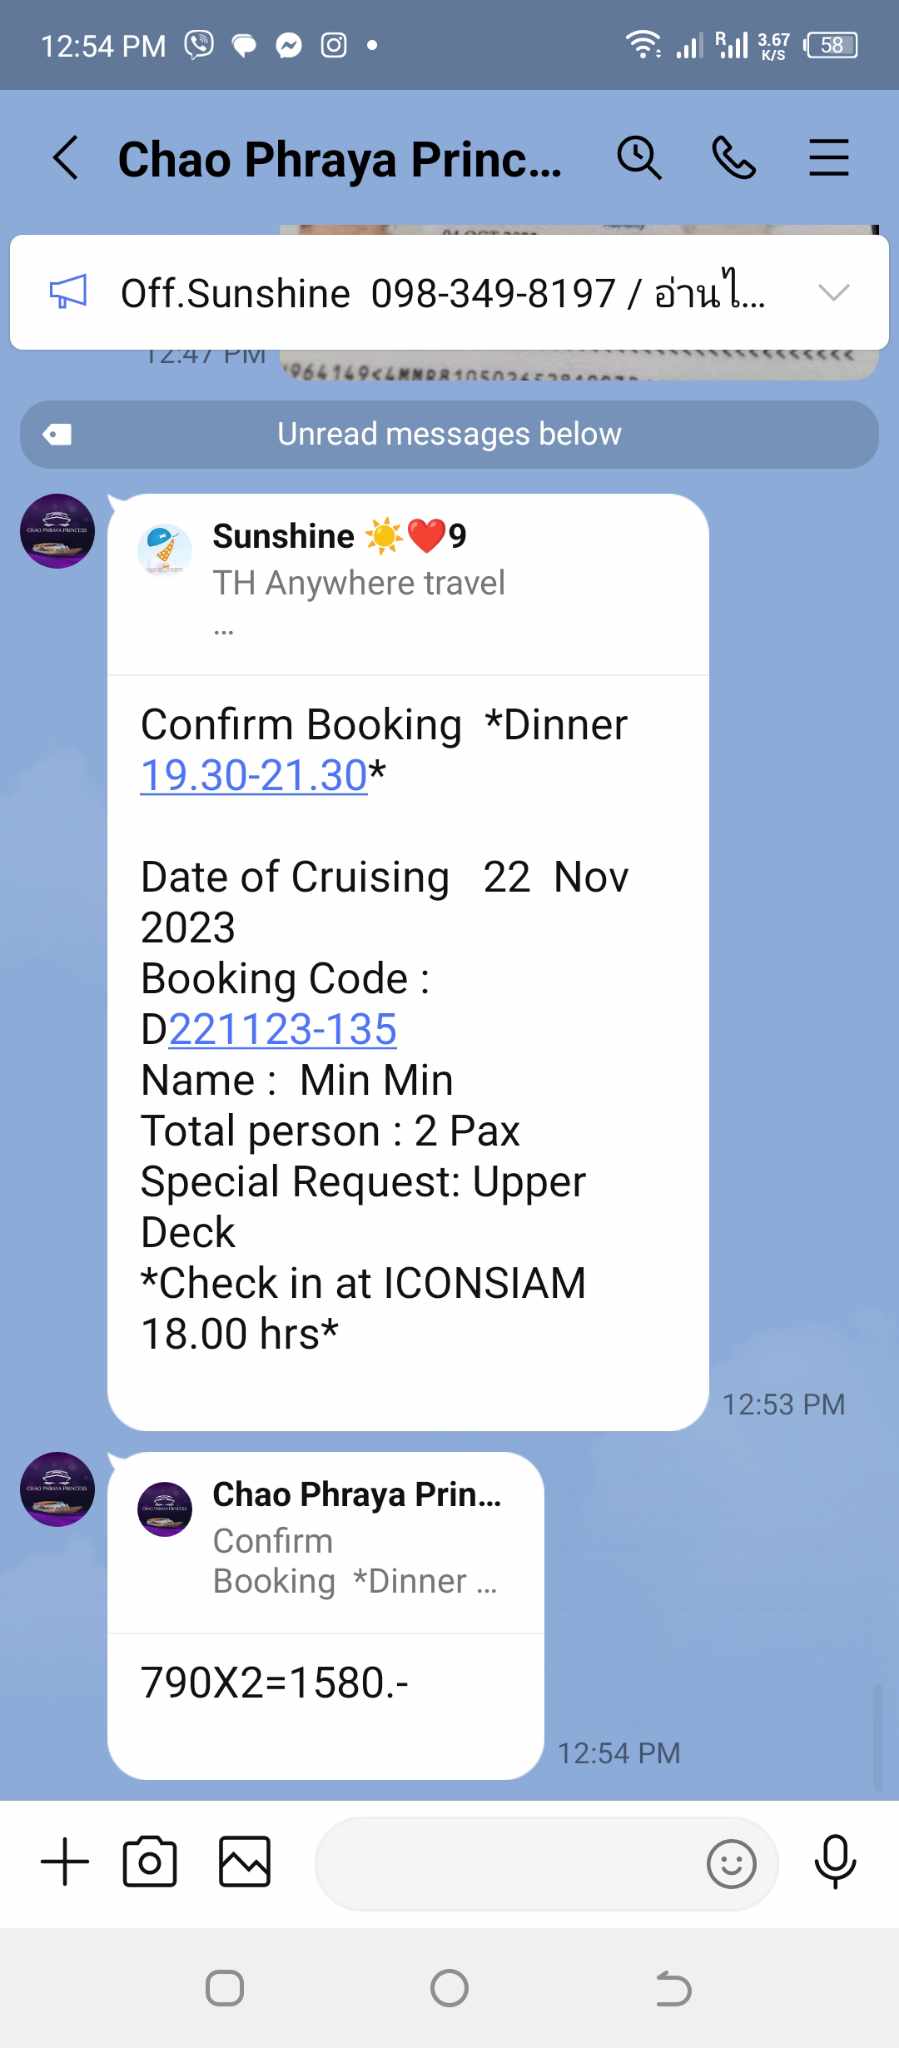 12:54 PM
R 3.67 K/S 58
Chao Phraya Princ...
Off.Sunshine 098-349-8197 / อ่านไ...
12:47 PM
Unread messages below
Sunshine ☀️❤️9
TH Anywhere travel
...
Confirm Booking *Dinner
19.30-21.30*
Date of Cruising 22 Nov
2023
Booking Code :
D221123-135
Name : Min Min
Total person : 2 Pax
Special Request: Upper
Deck
*Check in at ICONSIAM
18.00 hrs*
12:53 PM
Chao Phraya Prin...
Confirm
Booking *Dinner ...
790X2=1580.-
12:54 PM